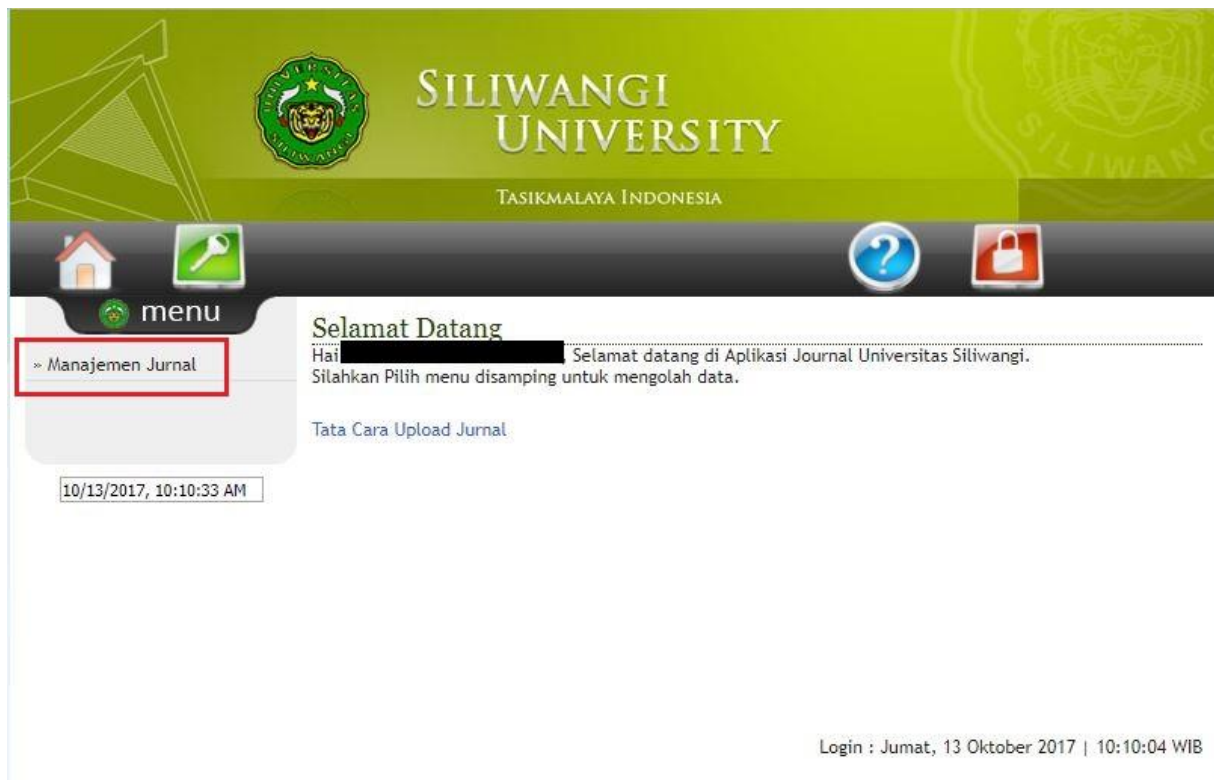 UNIVERSITAS
SILIWANGI
SILIWANGI
UNIVERSITY
TASIKMALAYA INDONESIA
menu
» Manajemen Jurnal
10/13/2017, 10:10:33 AM
Selamat Datang
Hai , Selamat datang di Aplikasi Journal Universitas Siliwangi.
Silahkan Pilih menu disamping untuk mengolah data.
Tata Cara Upload Jurnal
Login : Jumat, 13 Oktober 2017 | 10:10:04 WIB